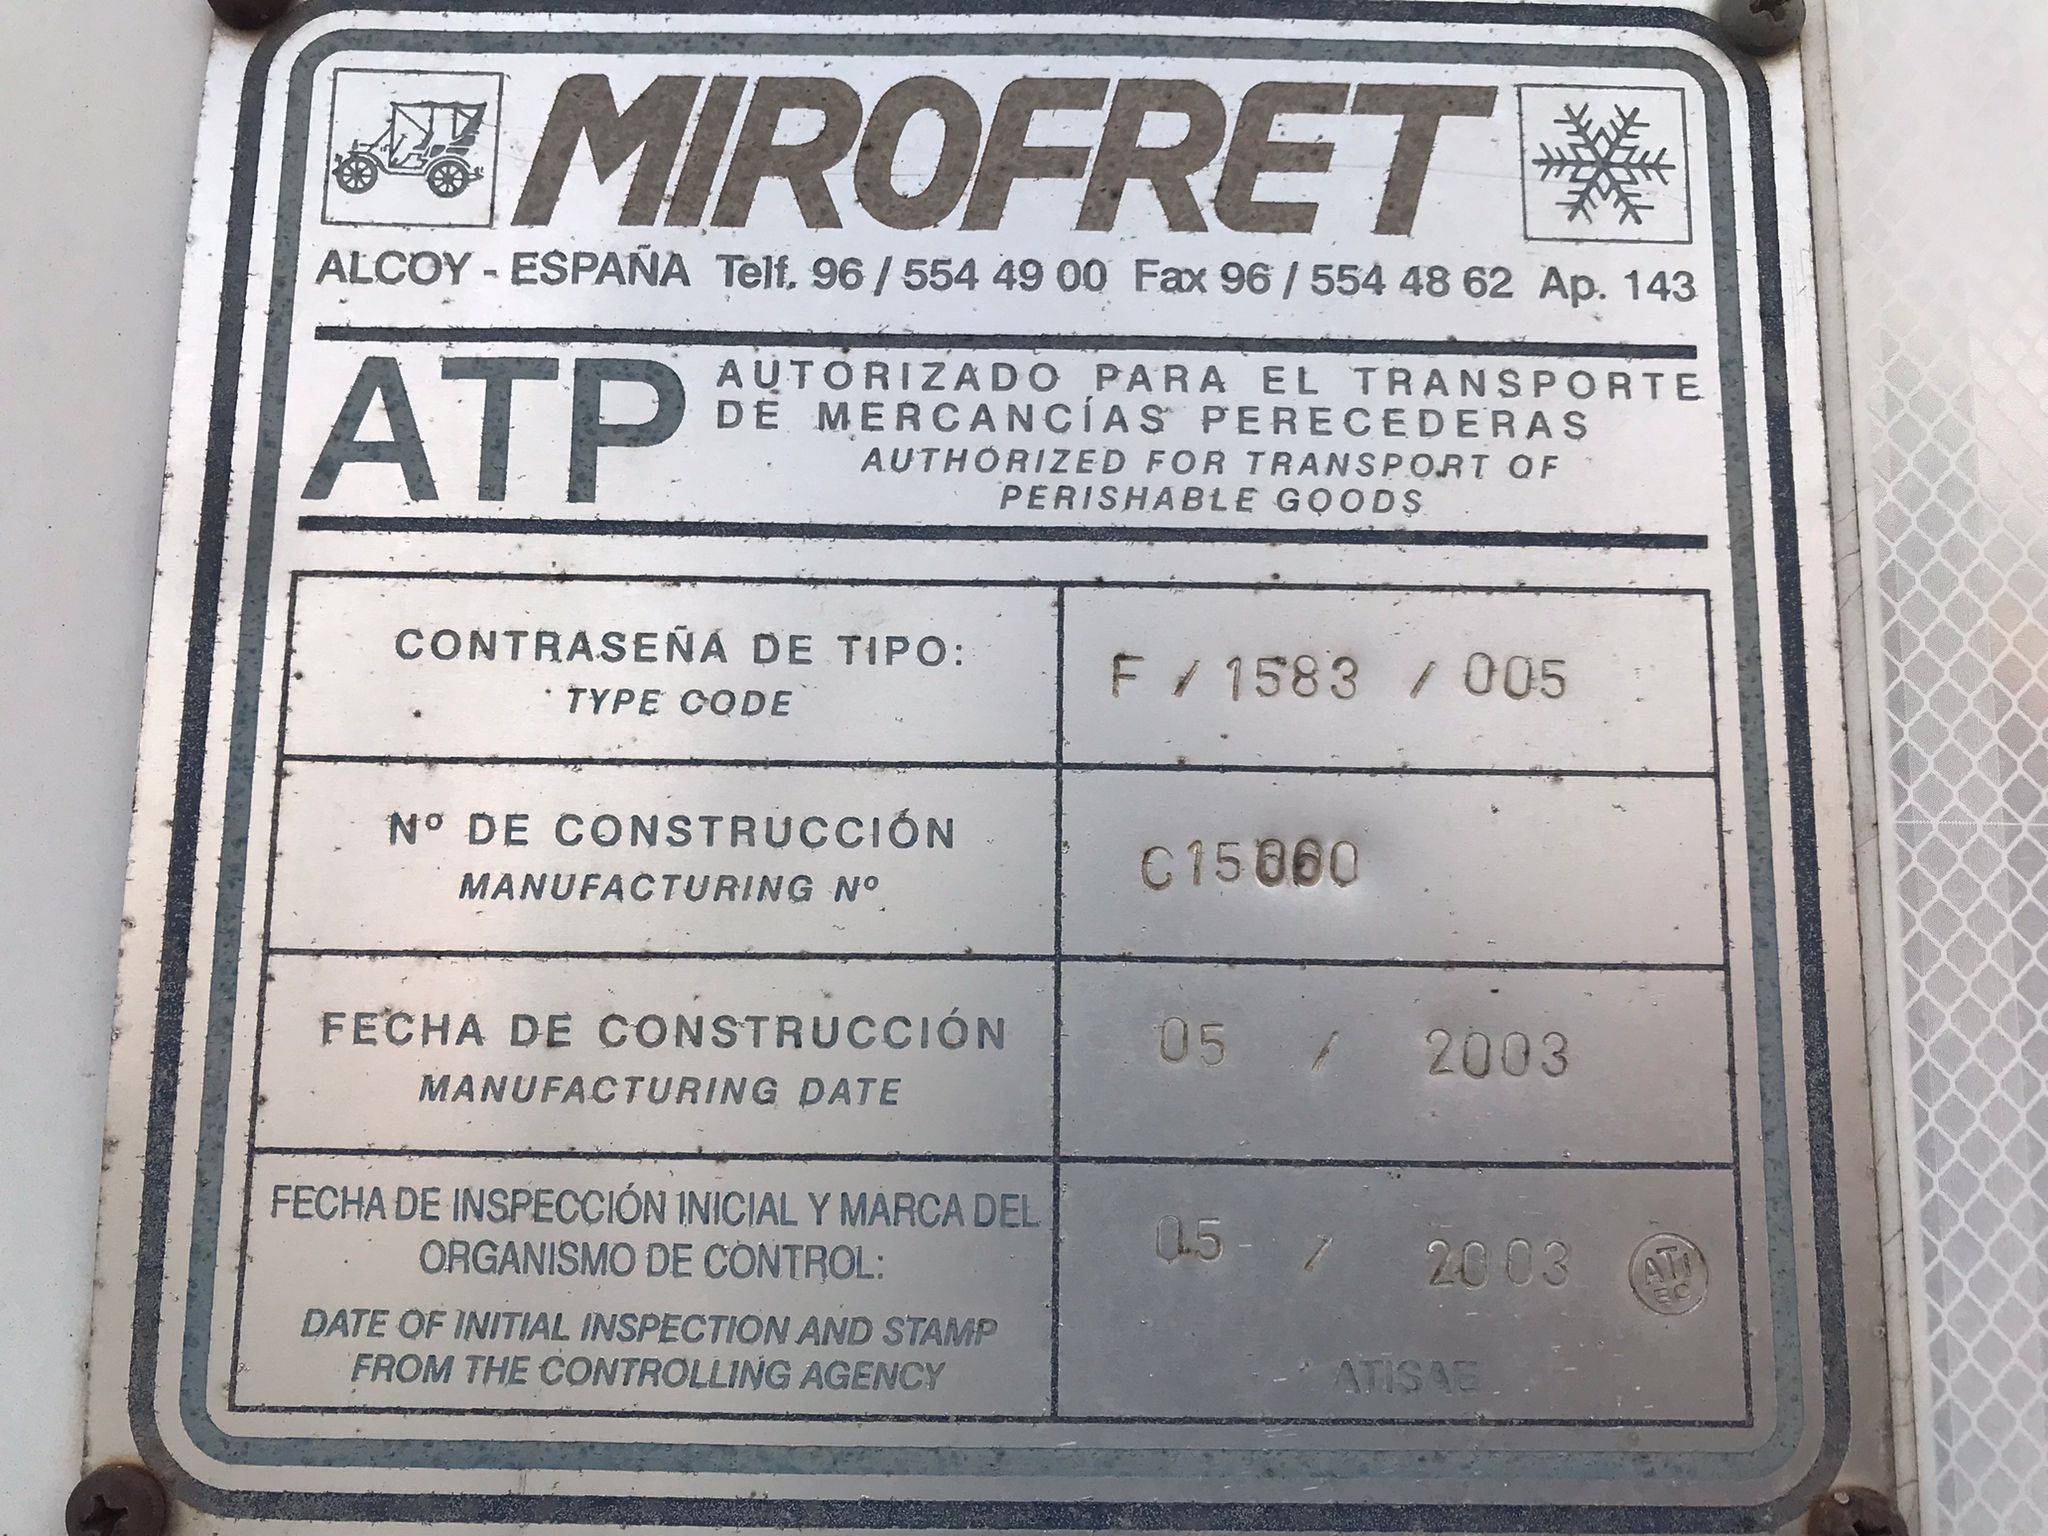 MIROFRET
ALCOY - ESPAÑA Telf. 96 / 554 49 00 Fax 96 / 554 48 62 Ap. 143
ATP
AUTORIZADO PARA EL TRANSPORTE
DE MERCANCÍAS PERECEDERAS
AUTHORIZED FOR TRANSPORT OF
PERISHABLE GOODS
CONTRASEÑA DE TIPO:
TYPE CODE
F / 1583 / 005
Nº DE CONSTRUCCIÓN
MANUFACTURING Nº
FECHA DE CONSTRUCCIÓN
MANUFACTURING DATE
05 / 2003
FECHA DE INSPECCIÓN INICIAL Y MARCA DEL
ORGANISMO DE CONTROL:
DATE OF INITIAL INSPECTION AND STAMP
FROM THE CONTROLLING AGENCY
05 / 2003
ATISAE